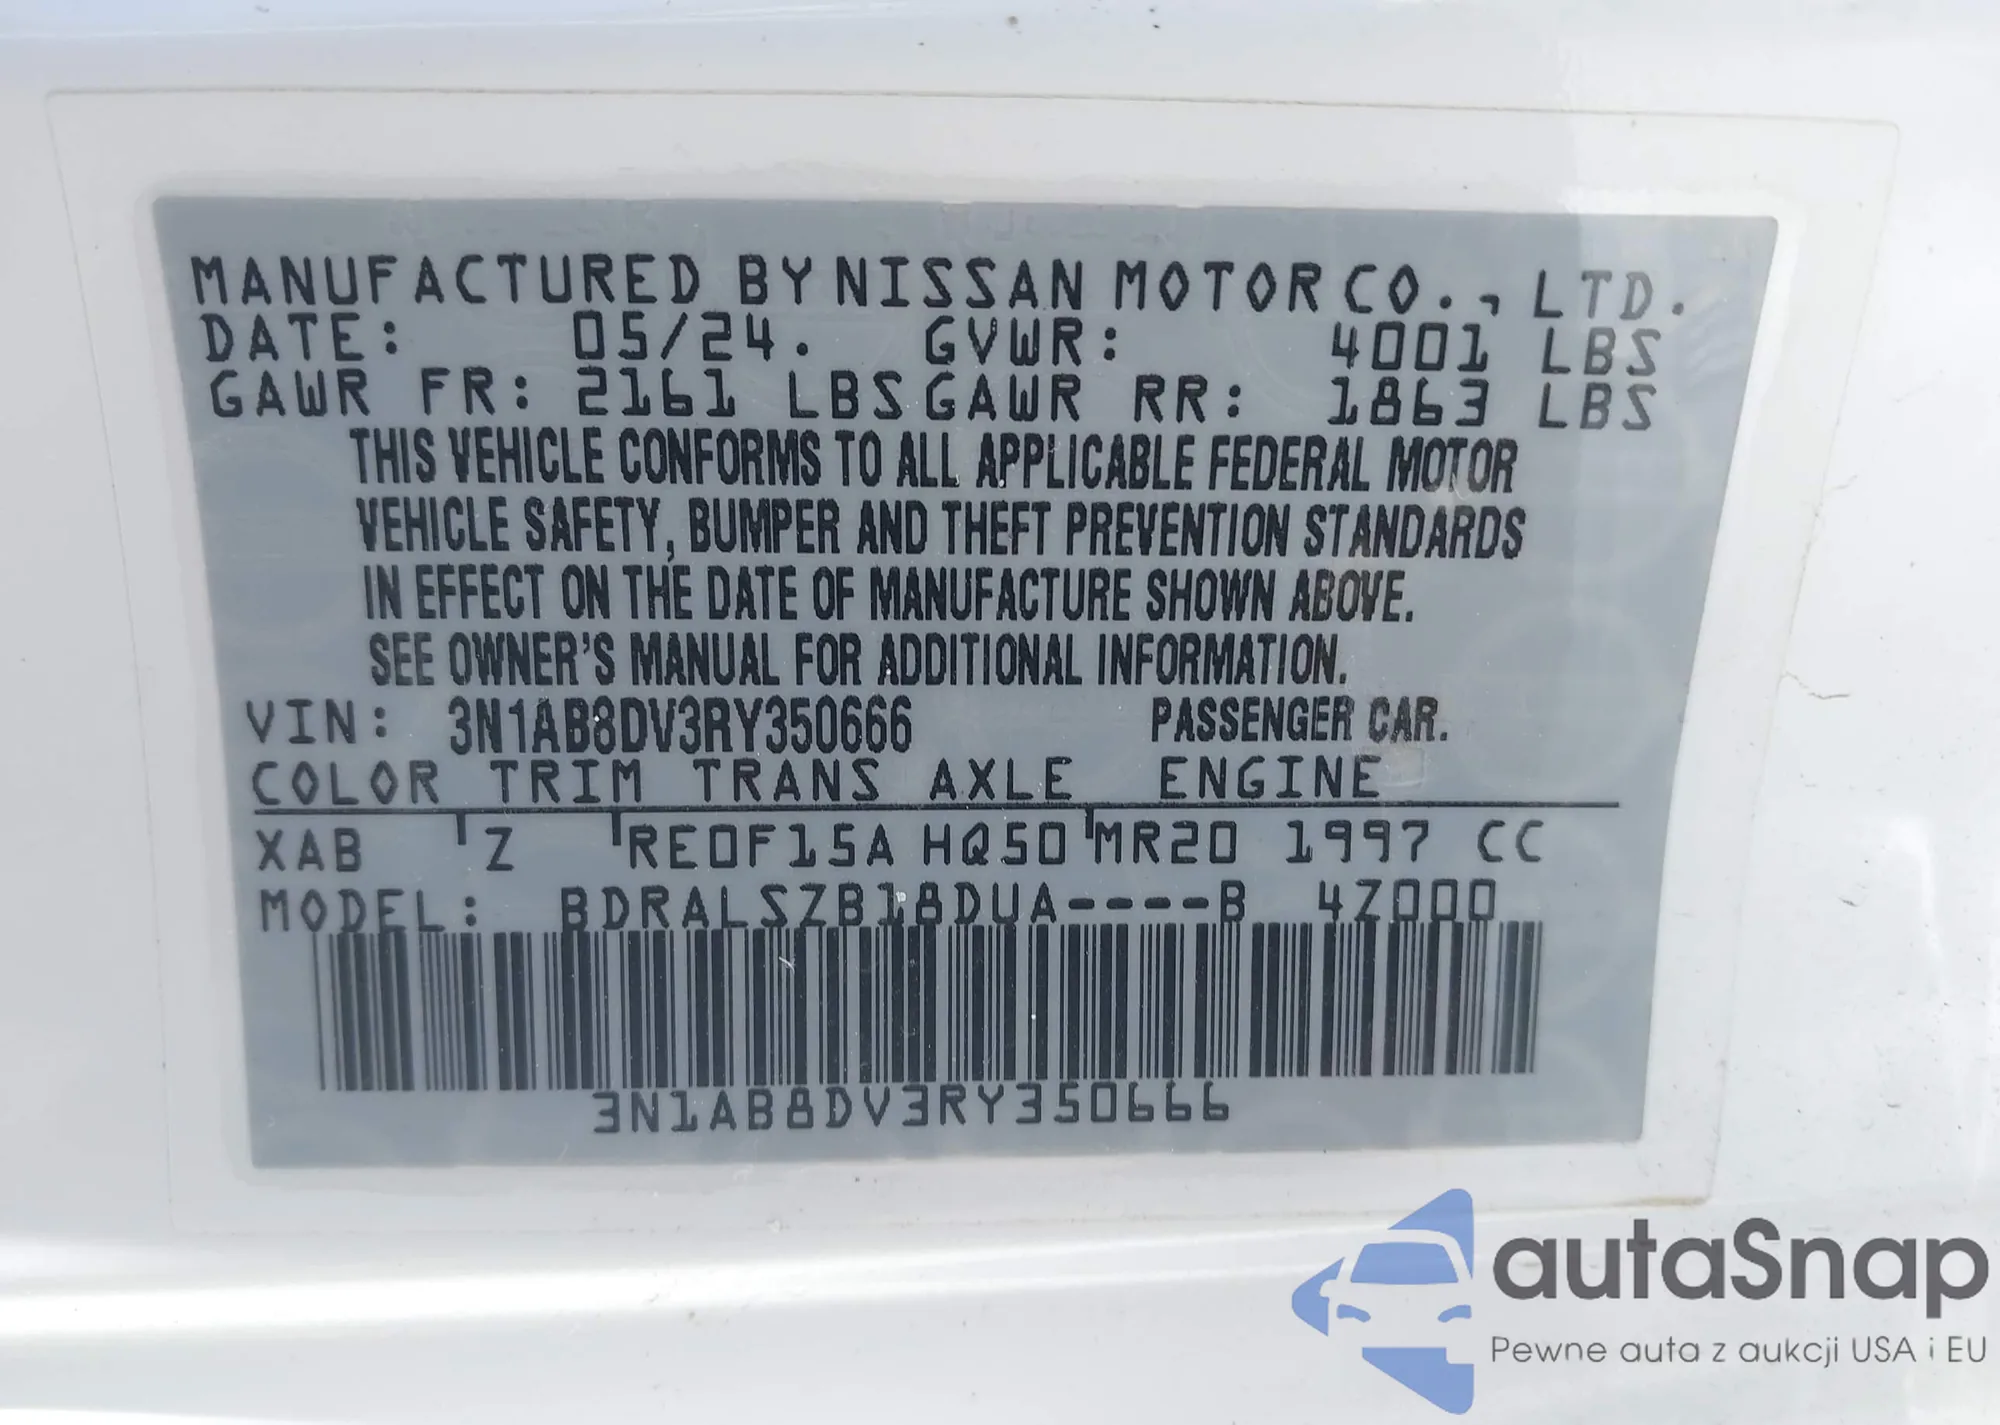 MANUFACTURED BY NISSAN MOTOR CO., LTD.
DATE: 05/24. GVWR: 4001 LBS
GAWR FR: 2161 LBS GAWR RR: 1863 LBS
THIS VEHICLE CONFORMS TO ALL APPLICABLE FEDERAL MOTOR
VEHICLE SAFETY, BUMPER AND THEFT PREVENTION STANDARDS
IN EFFECT ON THE DATE OF MANUFACTURE SHOWN ABOVE.
SEE OWNER'S MANUAL FOR ADDITIONAL INFORMATION.
VIN: 3N1AB8DV3RY350666 PASSENGER CAR.
COLOR TRIM TRANS AXLE ENGINE
XAB Z RE0F15A HQ50 MR20 1997 CC
MODEL: BDRALSZB18DUA----B 4Z000
3N1AB8DV3RY350666
autaSnap
Pewne auta z aukcji USA i EU